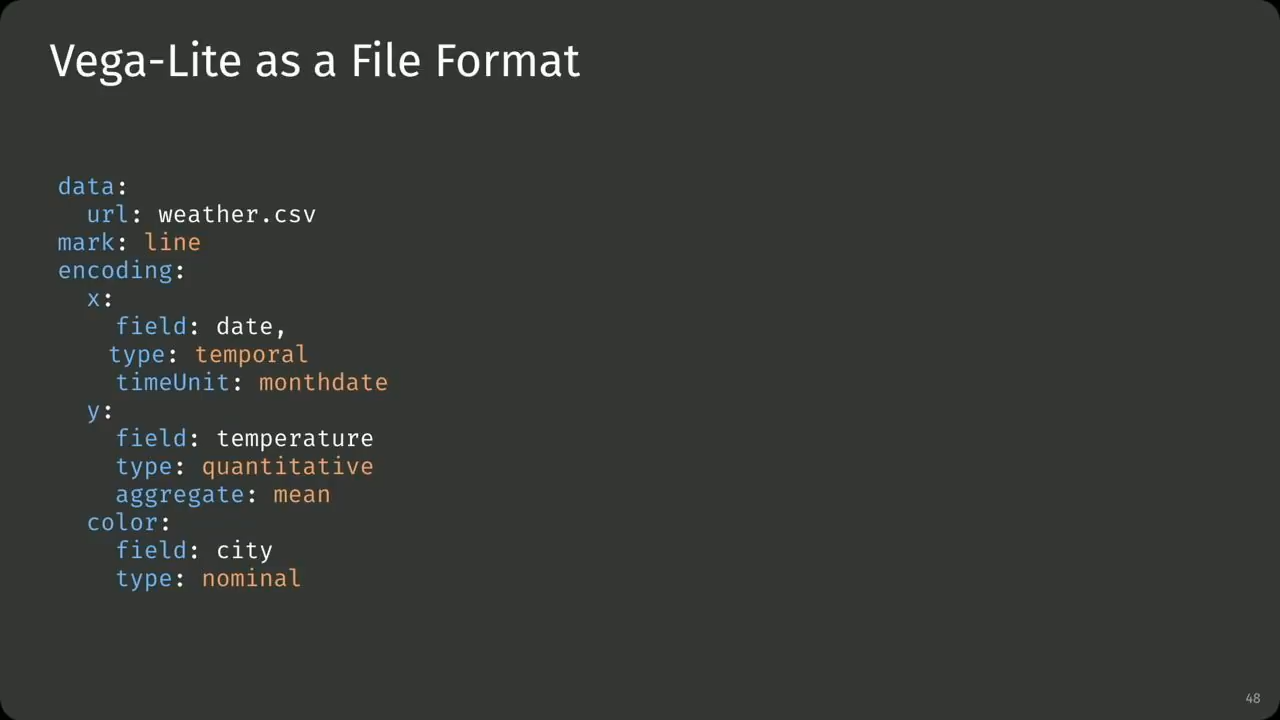 Vega-Lite as a File Format
data:
url: weather.csv
mark: line
encoding:
x:
field: date,
type: temporal
timeUnit: monthdate
y:
field: temperature
type: quantitative
aggregate: mean
color:
field: city
type: nominal
48